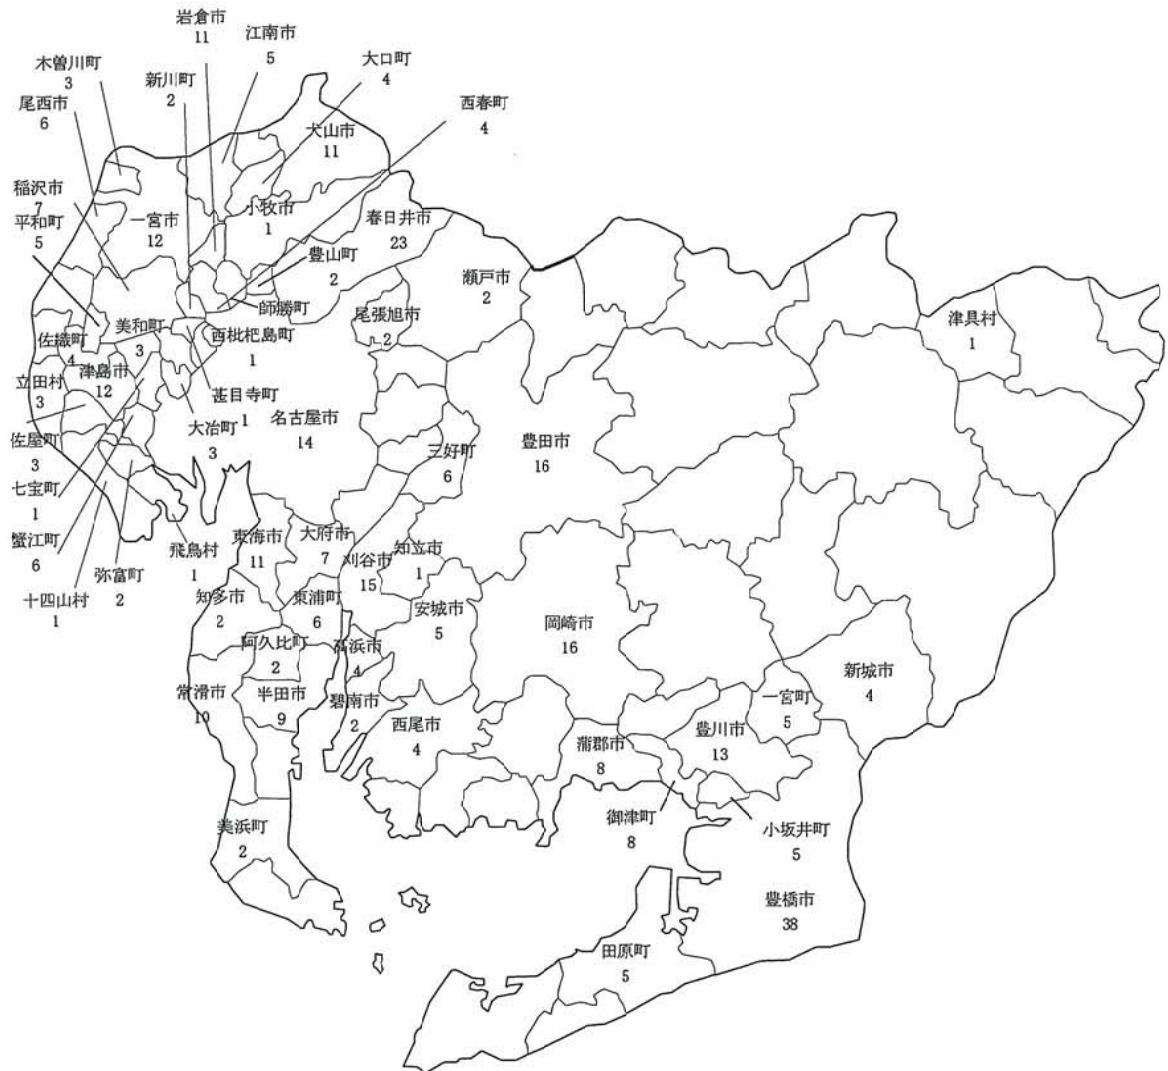 岩倉市
11
江南市
5
木曽川町
3
新川町
2
大口町
4
尾西市
6
西春町
4
犬山市
11
稲沢市
7
平和町
5
一宮市
12
小牧市
1
春日井市
23
豊山町
2
瀬戸市
2
師勝町
尾張旭市
2
津具村
1
佐織町
4
美和町
3
西枇杷島町
1
立田村
3
津島市
12
甚目寺町
1
大冶町
3
名古屋市
14
佐屋町
3
三好町
6
豊田市
16
七宝町
1
蟹江町
6
飛鳥村
1
弥富町
2
十四山村
1
東海市
11
大府市
7
刈谷市
15
知立市
1
知多市
2
東浦町
6
安城市
5
岡崎市
16
阿久比町
2
高浜市
4
常滑市
10
半田市
9
碧南市
2
西尾市
4
新城市
4
一宮町
5
豊川市
13
蒲郡市
8
御津町
8
小坂井町
5
美浜町
2
豊橋市
38
田原町
5